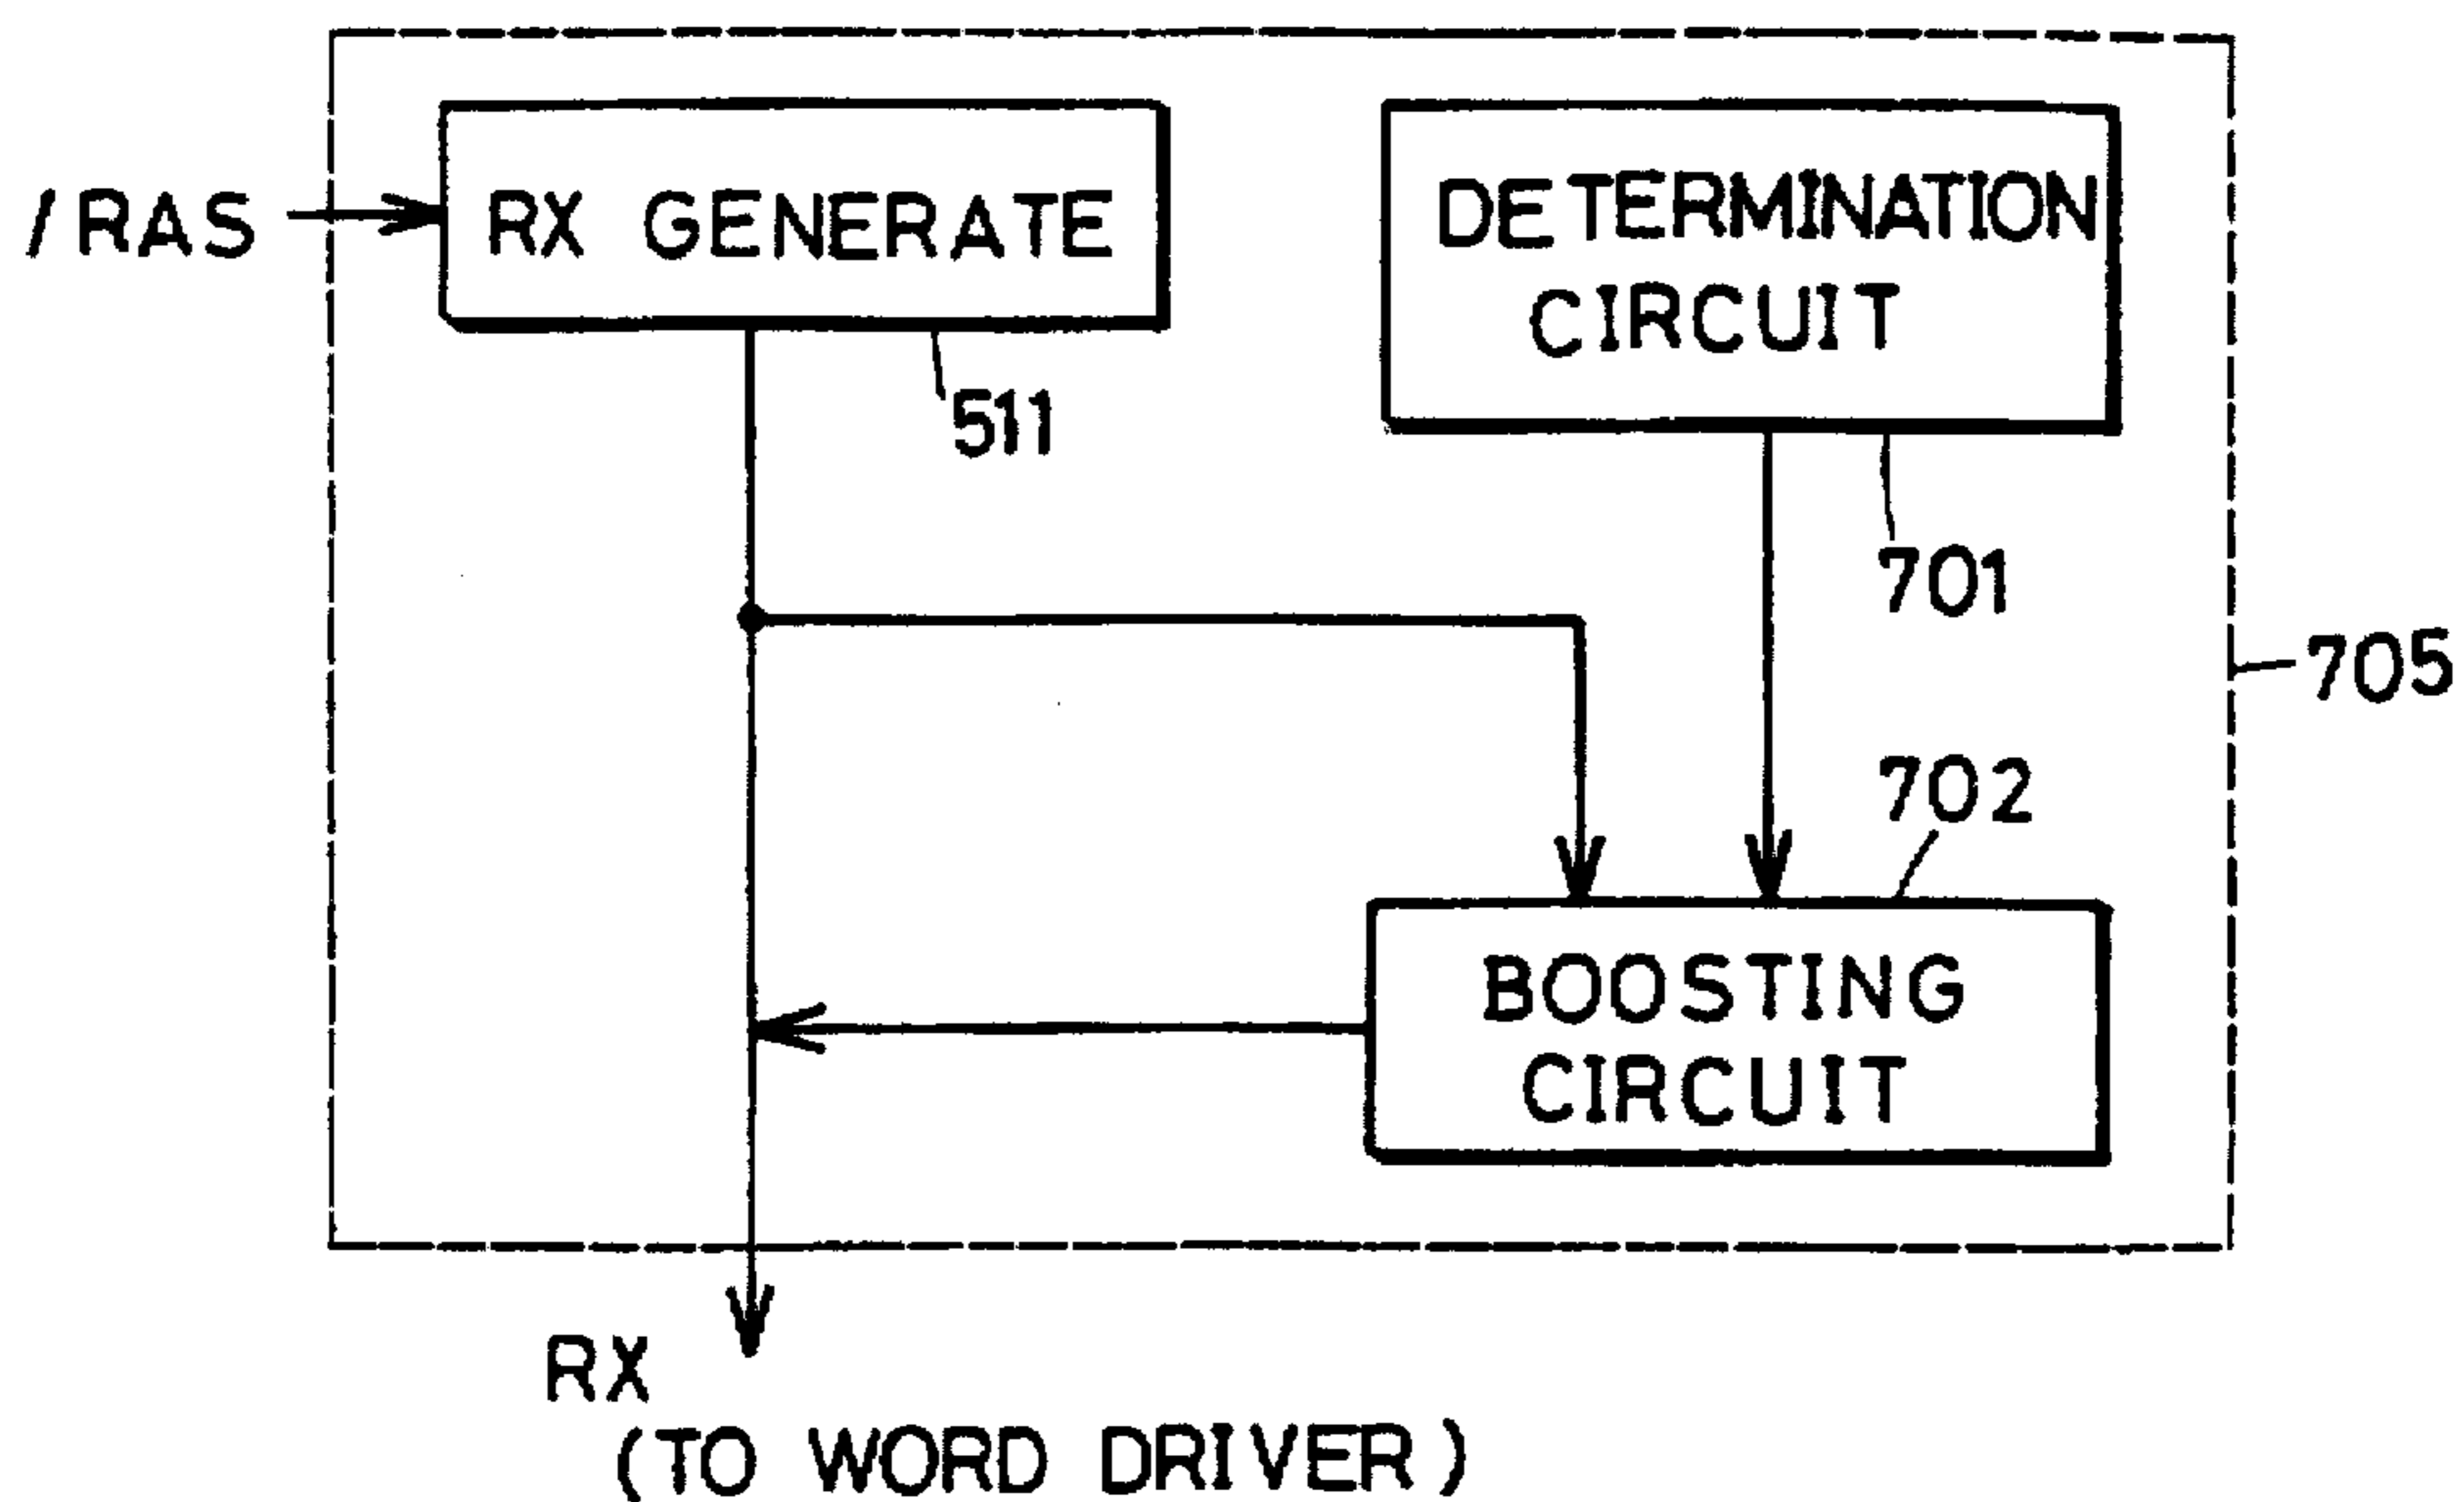 /RAS
RX GENERATE
511
DETERMINATION
CIRCUIT
701
705
702
BOOSTING
CIRCUIT
RX
(TO WORD DRIVER)